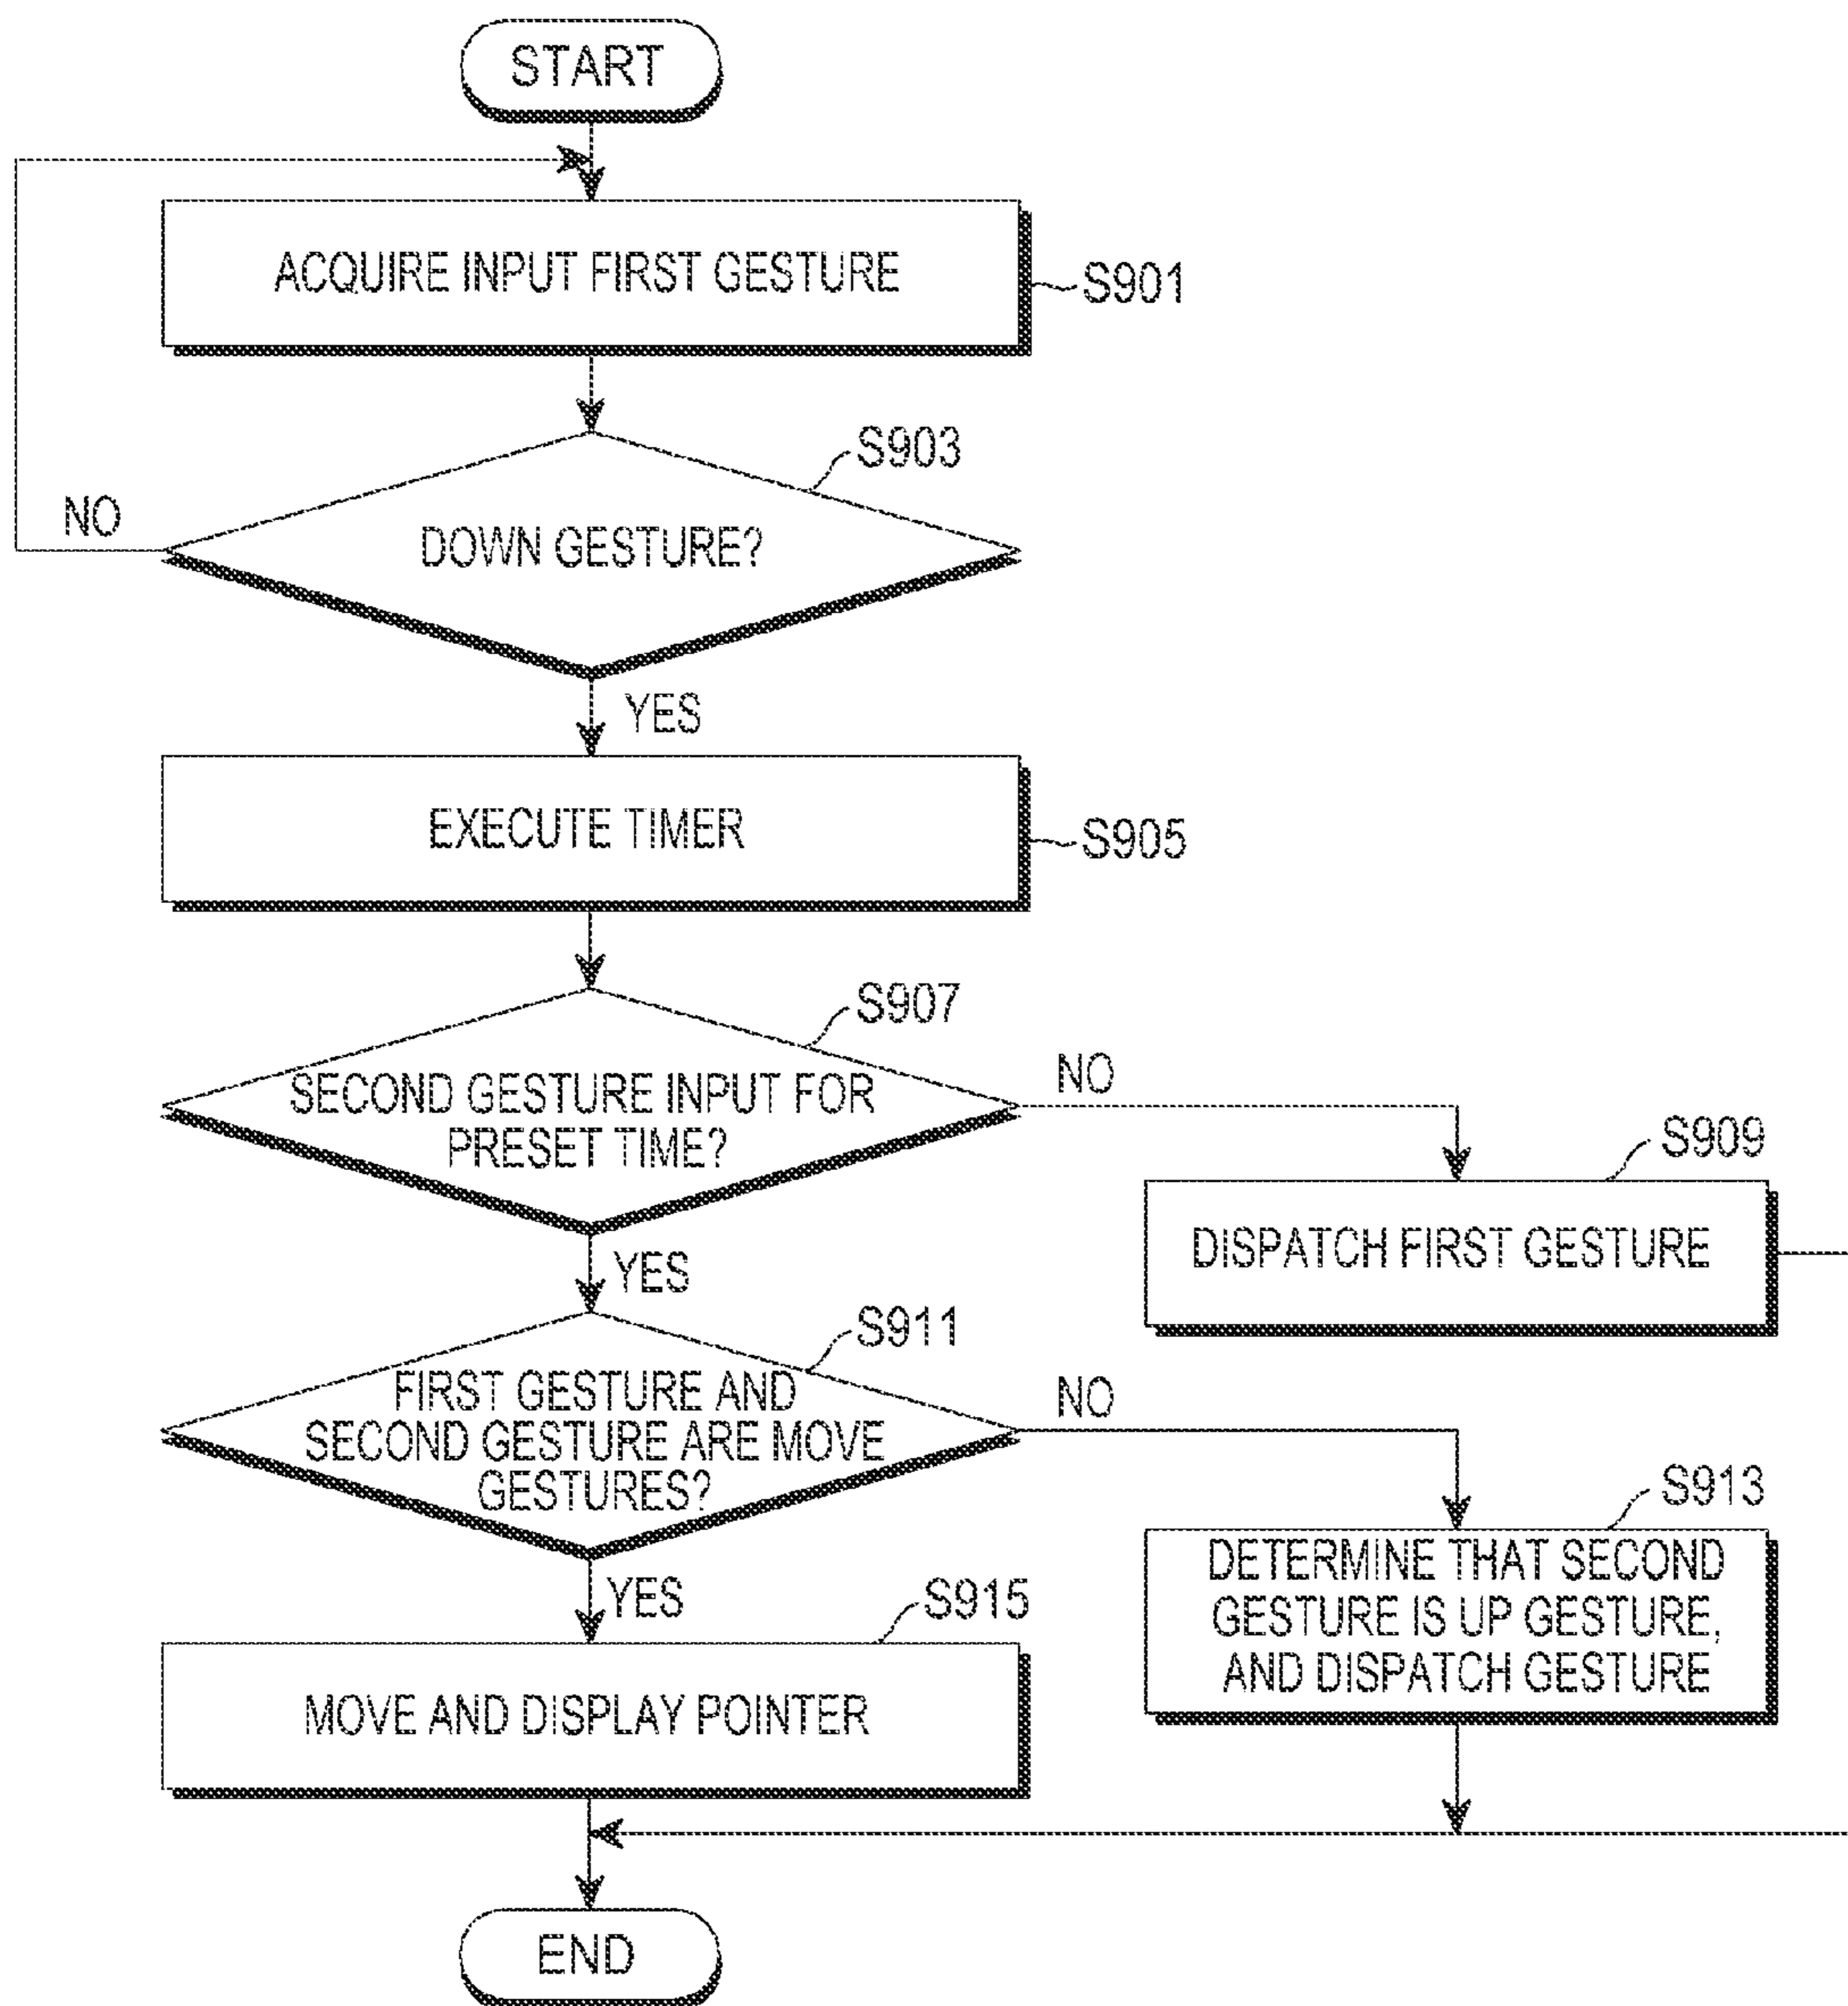 START
ACQUIRE INPUT FIRST GESTURE
S901
S903
NO
DOWN GESTURE?
YES
EXECUTE TIMER
S905
S907
SECOND GESTURE INPUT FOR
PRESET TIME?
NO
S909
DISPATCH FIRST GESTURE
YES
S911
FIRST GESTURE AND
SECOND GESTURE ARE MOVE
GESTURES?
NO
S913
DETERMINE THAT SECOND
GESTURE IS UP GESTURE,
AND DISPATCH GESTURE
YES
S915
MOVE AND DISPLAY POINTER
END